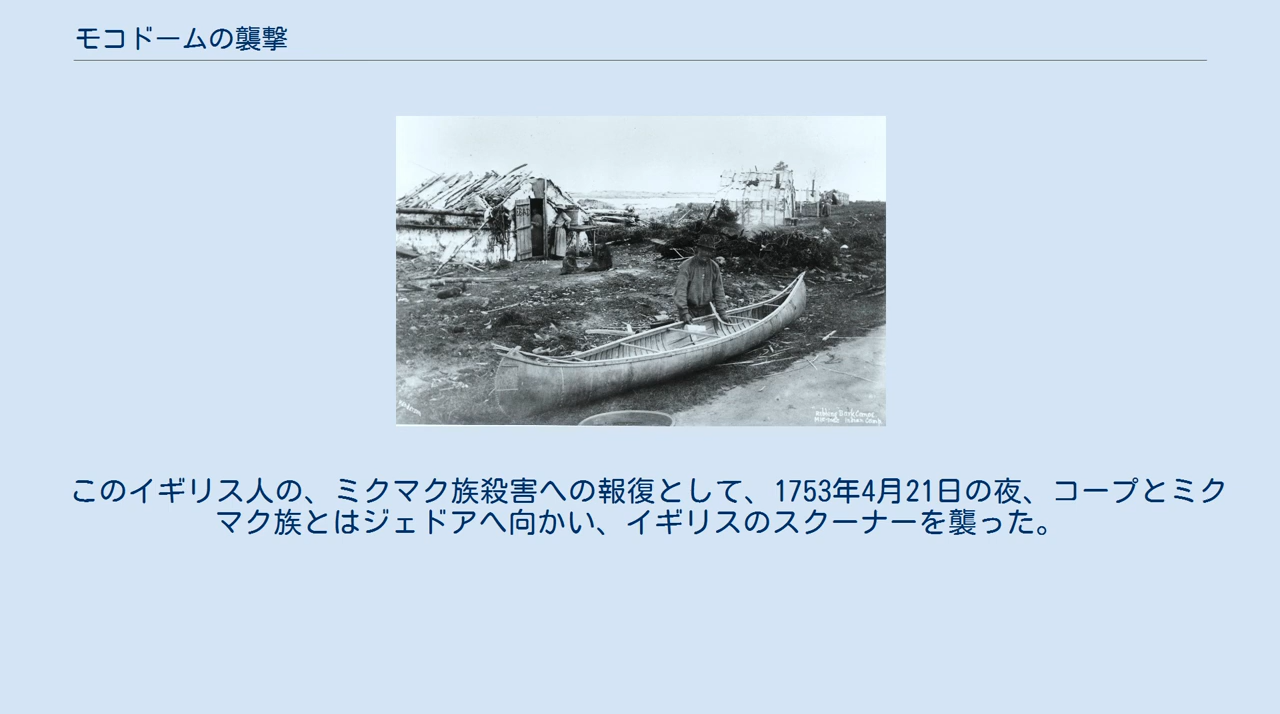 モコドームの襲撃
このイギリス人の、ミクマク族殺害への報復として、1753年4月21日の夜、コープとミク
マク族とはジェドアへ向かい、イギリスのスクーナーを襲った。